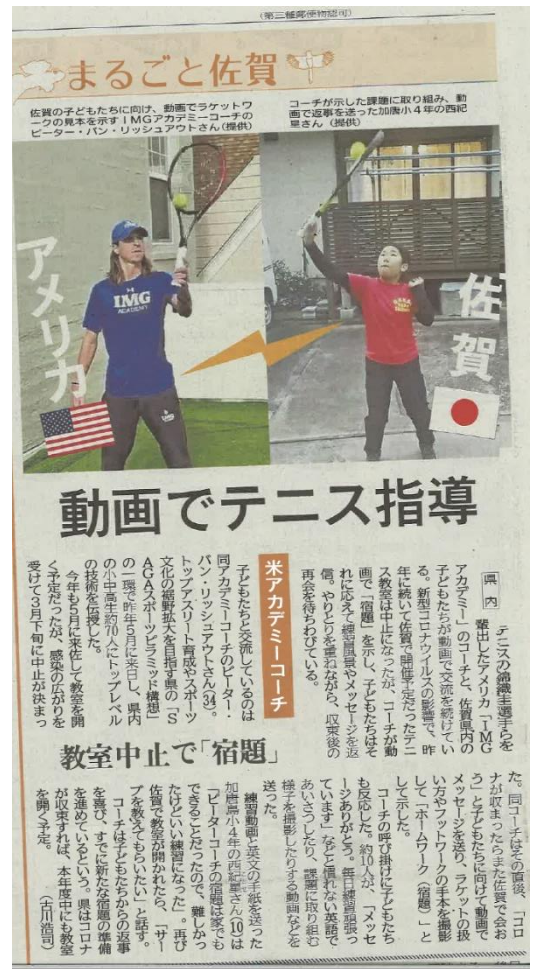 (第三種郵便物認可)
まるごと佐賀
佐賀の子どもたちに向け、動画でラケットワ
ークの見本を示すIMGアカデミーコーチの
ピーター・バン・リッシュアウトさん(提供)
コーチが示した課題に取り組み、動
画で返事を送った加唐小4年の西紀
星さん(提供)
アメリカ
IMG
ACADEMY
佐賀
動画でテニス指導
県内
テニスの錦織圭選手らを
輩出したアメリカ「IMG
アカデミー」のコーチと、佐賀県内の
子どもたちが動画で交流を続けてい
る。新型コロナウイルスの影響で、昨
年に続いて佐賀で開催予定だったテニ
ス教室は中止になったが、コーチが動
画で「宿題」を示し、子どもたちはそ
れに応えて練習風景やメッセージを返
信。やりとりを重ねながら、収束後の
再会を待ちわびている。
米アカデミーコーチ
子どもたちと交流しているのは
同アカデミーコーチのピーター・
バン・リッシュアウトさん(34)。
トップアスリート育成やスポーツ
文化の裾野拡大を目指す県の「S
AGAスポーツピラミッド構想」
の一環で昨年5月に来日し、県内
の小中高生約70人にトップレベル
の技術を伝授した。
今年も5月に来佐して教室を開
く予定だったが、感染の広がりを
受けて3月下旬に中止が決まっ
教室中止で「宿題」
た。同コーチはその直後、「コロ
ナが収まったらまた佐賀で会お
う」と子どもたちに向けて動画で
メッセージを送り、ラケットの扱
い方やフットワークの手本を撮影
して「ホームワーク(宿題)」と
して示した。
コーチの呼び掛けに子どもたち
も反応した。約10人が、「メッセ
ージありがとう。毎日練習頑張っ
ています」などと慣れない英語で
あいさつしたり、課題に取り組む
様子を撮影したりする動画などを
送った。
練習動画と英文の手紙を送った
加唐小4年の西紀星さん(10)は
「ピーターコーチの宿題は家でも
できることだったので、難しかっ
たけどいい練習になった」。再び
佐賀で教室が開かれたら、「サー
ブを教えてもらいたい」と話す。
コーチは子どもたちからの返事
を喜び、すでに新たな宿題の準備
を進めているという。県はコロナ
が収束すれば、本年度中にも教室
を開く予定。
(古川浩司)